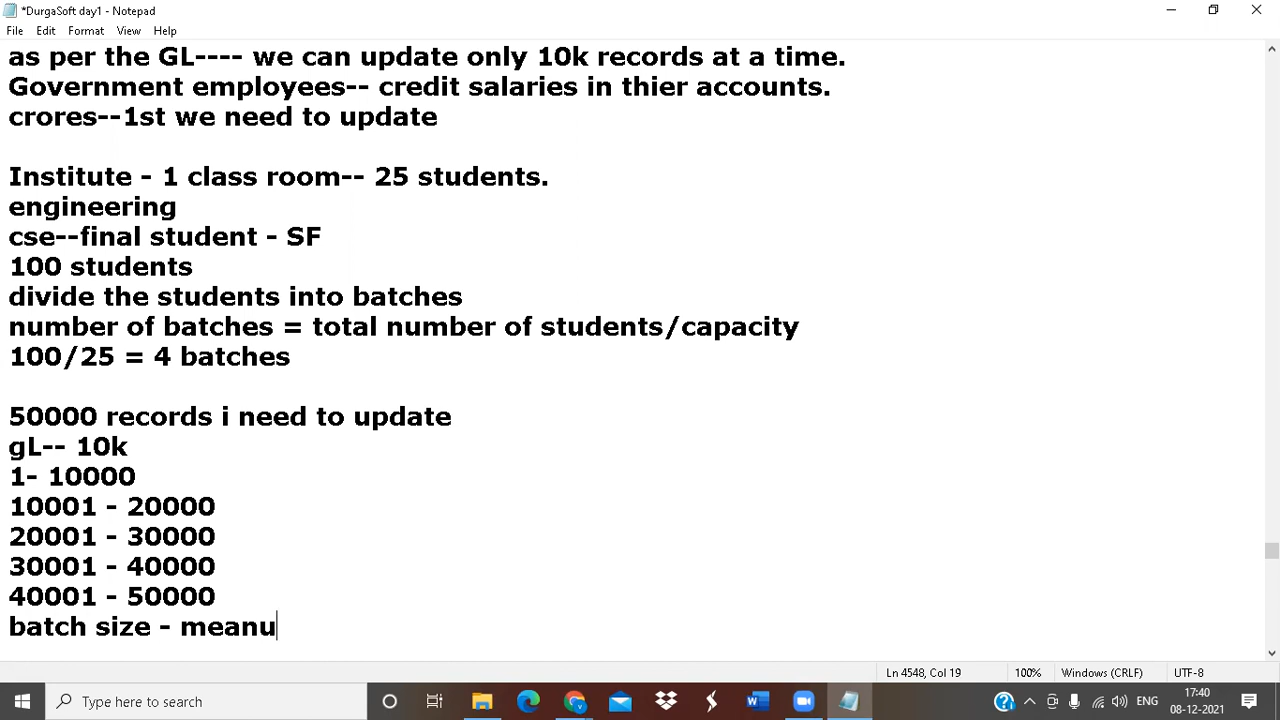 *DurgaSoft day1 - Notepad
File Edit Format View Help
as per the GL---- we can update only 10k records at a time.
Government employees-- credit salaries in thier accounts.
crores--1st we need to update
Institute - 1 class room-- 25 students.
engineering
cse--final student - SF
100 students
divide the students into batches
number of batches = total number of students/capacity
100/25 = 4 batches
50000 records i need to update
gL-- 10k
1- 10000
10001 - 20000
20001 - 30000
30001 - 40000
40001 - 50000
batch size - meanu
Ln 4548, Col 19 100% Windows (CRLF) UTF-8
Type here to search ENG 17:40
08-12-2021